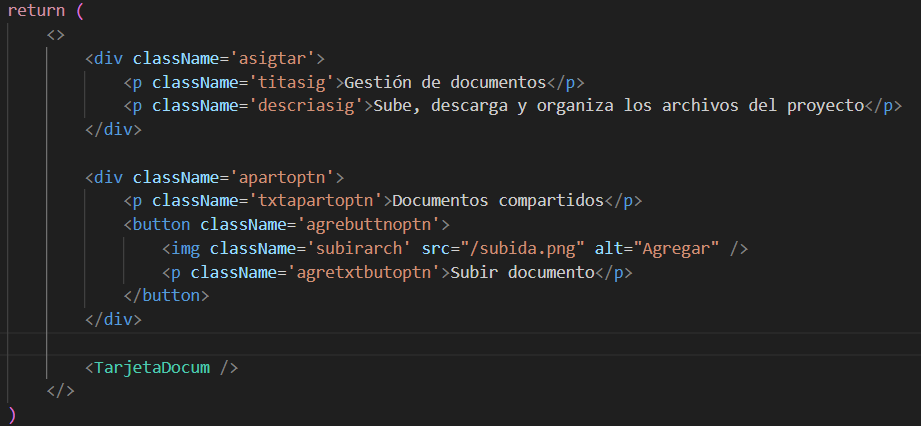 return (
<>
<div className='asigtar'>
<p className='titasig'>Gestión de documentos</p>
<p className='descriasig'>Sube, descarga y organiza los archivos del proyecto</p>
</div>
<div className='apartoptn'>
<p className='txtapartoptn'>Documentos compartidos</p>
<button className='agrebuttnoptn'>
<img className='subirarch' src="/subida.png" alt="Agregar" />
<p className='agretxtbutoptn'>Subir documento</p>
</button>
</div>
<TarjetaDocum />
</>
)